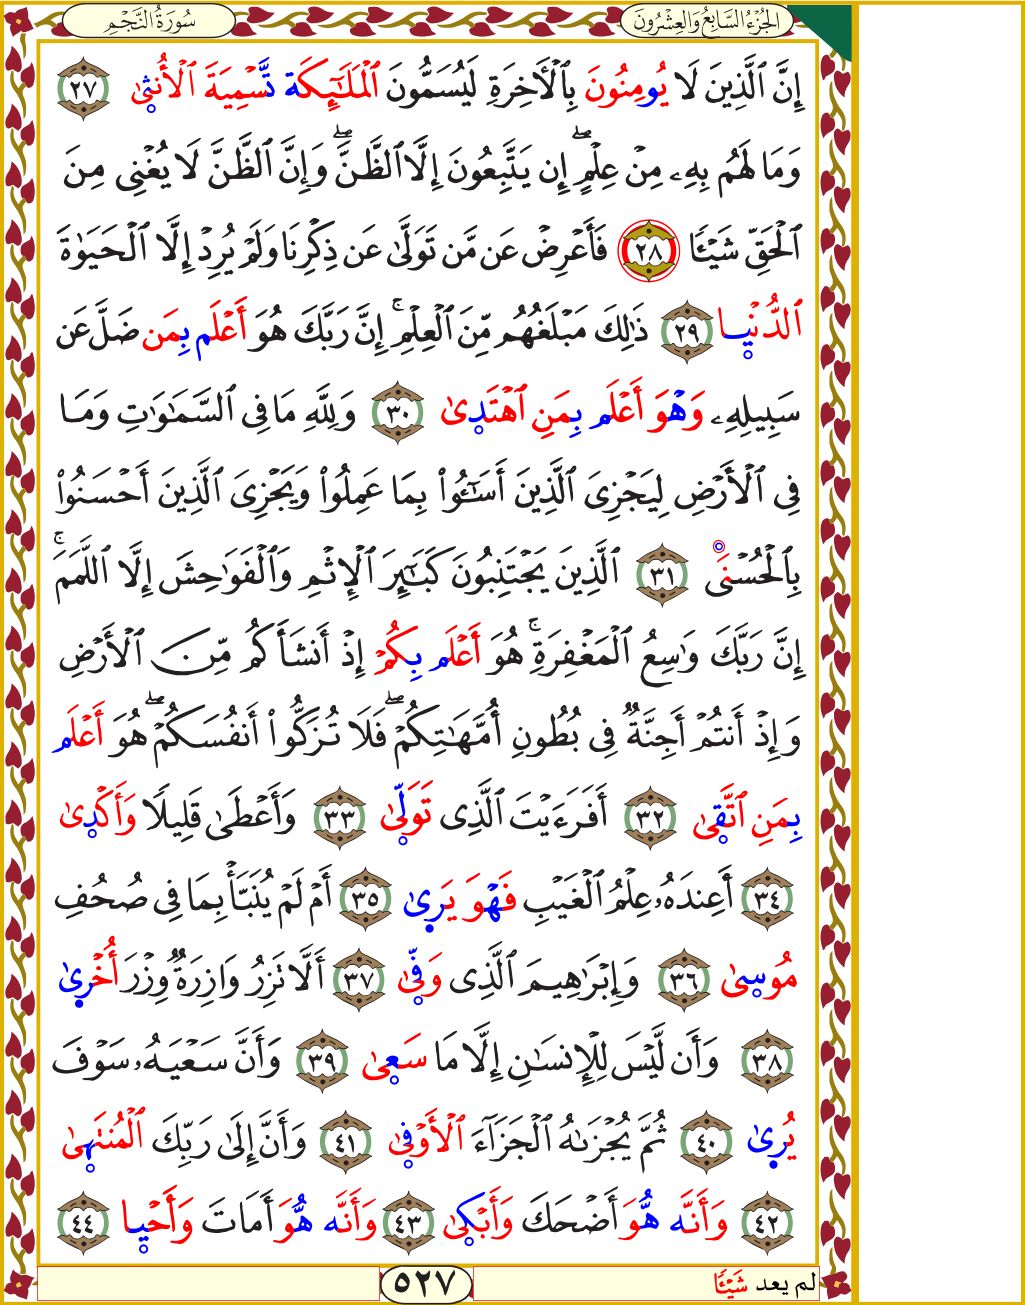 سُورَةُ النَّجْمِ
الجُزْءُ السَّابِعُ وَالعِشْرُونَ
إِنَّ ٱلَّذِينَ لَا يُومِنُونَ بِٱلۡأٓخِرَةِ لَيُسَمُّونَ ٱلۡمَلَٰٓئِكَة تَّسۡمِيَةَ ٱلۡأُنثۭىٰ ٢٧
وَمَا لَهُم بِهِۦ مِنۡ عِلۡمٍۖ إِن يَتَّبِعُونَ إِلَّا ٱلظَّنَّۖ وَإِنَّ ٱلظَّنَّ لَا يُغۡنِي مِنَ
ٱلۡحَقِّ شَيۡـٔٗا ٢٨ فَأَعۡرِضۡ عَن مَّن تَوَلَّىٰ عَن ذِكۡرِنَا وَلَمۡ يُرِدۡ إِلَّا ٱلۡحَيَوٰةَ
ٱلدُّنۡيۭا ٢٩ ذَٰلِكَ مَبۡلَغُهُم مِّنَ ٱلۡعِلۡمِۚ إِنَّ رَبَّكَ هُوَ أَعۡلَم بِمَن ضَلَّ عَن
سَبِيلِهِۦ وَهۡوَ أَعۡلَم بِمَنِ ٱهۡتَدۭىٰ ٣٠ وَلِلَّهِ مَا فِي ٱلسَّمَٰوَٰتِ وَمَا
فِي ٱلۡأَرۡضِ لِيَجۡزِيَ ٱلَّذِينَ أَسَٰٓـُٔواْ بِمَا عَمِلُواْ وَيَجۡزِيَ ٱلَّذِينَ أَحۡسَنُواْ
بِٱلۡحُسۡنَى ٣١ ٱلَّذِينَ يَجۡتَنِبُونَ كَبَٰٓئِرَ ٱلۡإِثۡمِ وَٱلۡفَوَٰحِشَ إِلَّا ٱللَّمَمَۚ
إِنَّ رَبَّكَ وَٰسِعُ ٱلۡمَغۡفِرَةِۚ هُوَ أَعۡلَم بِكُمۡ إِذۡ أَنشَأَكُم مِّنَ ٱلۡأَرۡضِ
وَإِذۡ أَنتُمۡ أَجِنَّةٞ فِي بُطُونِ أُمَّهَٰتِكُمۡۖ فَلَا تُزَكُّوٓاْ أَنفُسَكُمۡۖ هُوَ أَعۡلَم
بِمَنِ ٱتَّقۭىٰ ٣٢ أَفَرَءَيۡتَ ٱلَّذِي تَوَلّۭىٰ ٣٣ وَأَعۡطَىٰ قَلِيلٗا وَأَكۡدۭىٰ
٣٤ أَعِندَهُۥ عِلۡمُ ٱلۡغَيۡبِ فَهۡوَ يَرۭىٰ ٣٥ أَمۡ لَمۡ يُنَبَّأۡ بِمَا فِي صُحُفِ
مُوسۭىٰ ٣٦ وَإِبۡرَٰهِيمَ ٱلَّذِي وَفّۭىٰ ٣٧ أَلَّا تَزِرُ وَازِرَةٞ وِزۡرَ أُخۡرۭىٰ
٣٨ وَأَن لَّيۡسَ لِلۡإِنسَٰنِ إِلَّا مَا سَعۭىٰ ٣٩ وَأَنَّ سَعۡيَهُۥ سَوۡفَ
يُرۭىٰ ٤٠ ثُمَّ يُجۡزَىٰهُ ٱلۡجَزَآءَ ٱلۡأَوۡفۭىٰ ٤١ وَأَنَّ إِلَىٰ رَبِّكَ ٱلۡمُنتَهۭىٰ
٤٢ وَأَنَّه هُّوَ أَضۡحَكَ وَأَبۡكۭىٰ ٤٣ وَأَنَّه هُّوَ أَمَاتَ وَأَحۡيۭا ٤٤
لم يعد شَيۡـٔٗا
٥٢٧